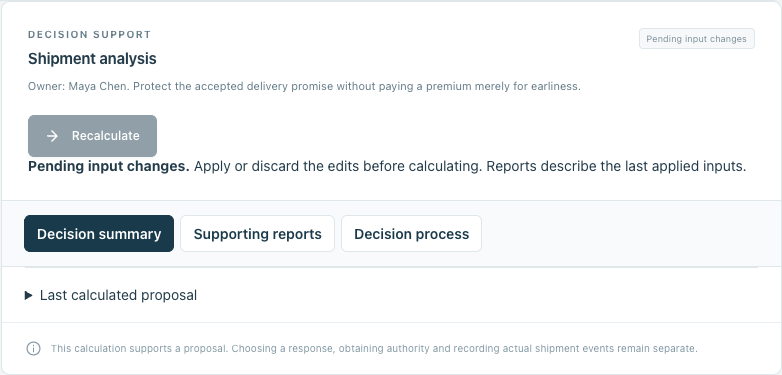 DECISION SUPPORT
Pending input changes
Shipment analysis
Owner: Maya Chen. Protect the accepted delivery promise without paying a premium merely for earliness.
Recalculate
Pending input changes. Apply or discard the edits before calculating. Reports describe the last applied inputs.
Decision summary
Supporting reports
Decision process
Last calculated proposal
This calculation supports a proposal. Choosing a response, obtaining authority and recording actual shipment events remain separate.